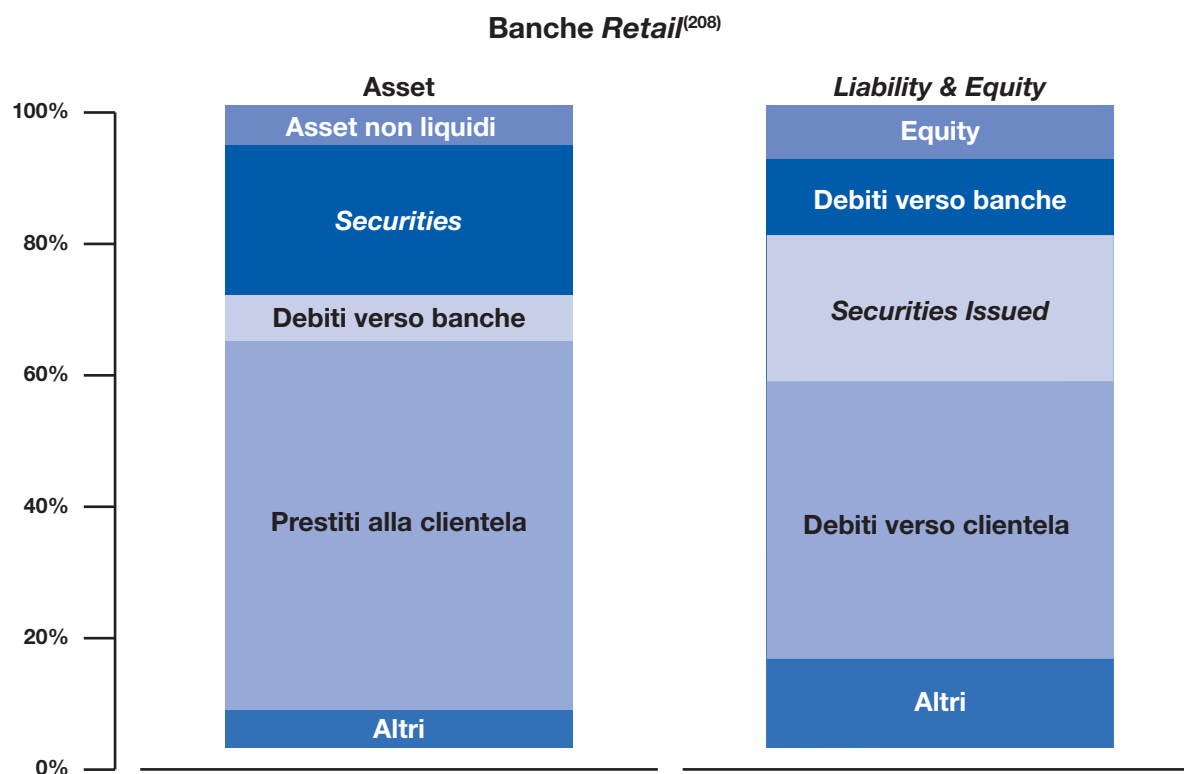 Banche Retail(208)
Asset
Liability & Equity
100%
80%
60%
40%
20%
0%
Asset non liquidi
Securities
Debiti verso banche
Prestiti alla clientela
Altri
Equity
Debiti verso banche
Securities Issued
Debiti verso clientela
Altri